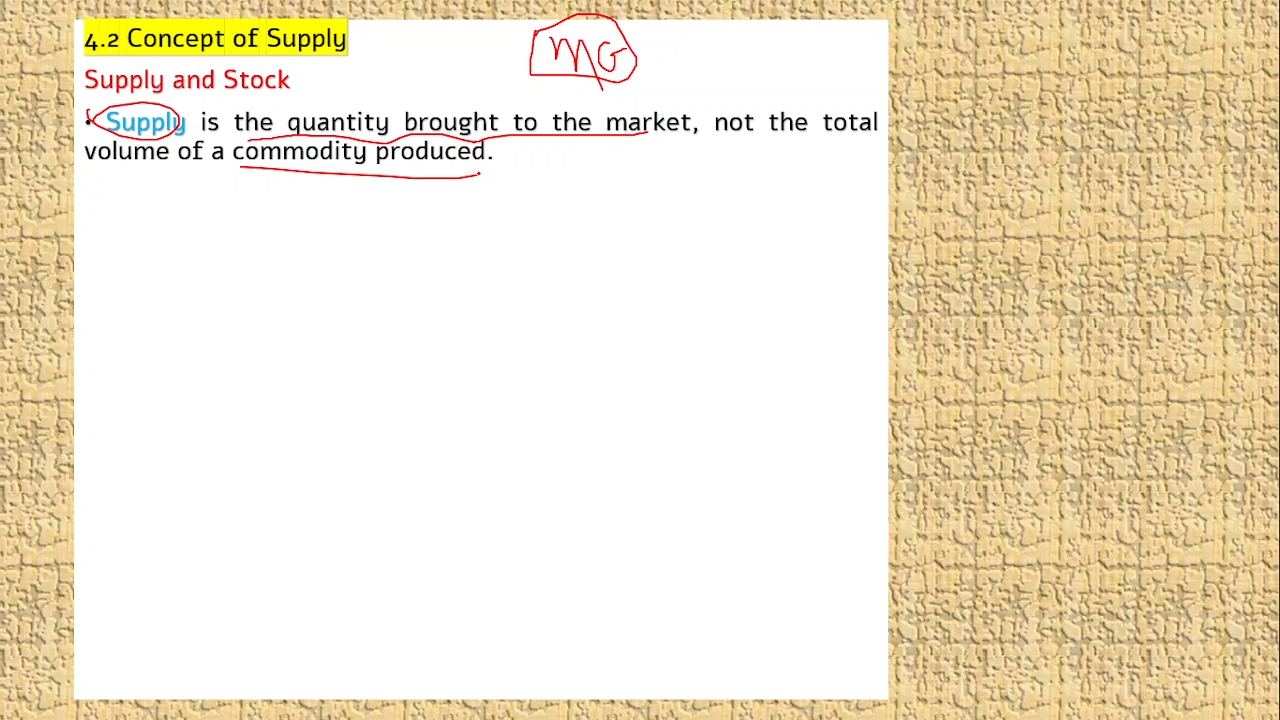 4.2 Concept of Supply
MG
Supply and Stock
• Supply is the quantity brought to the market, not the total
volume of a commodity produced.